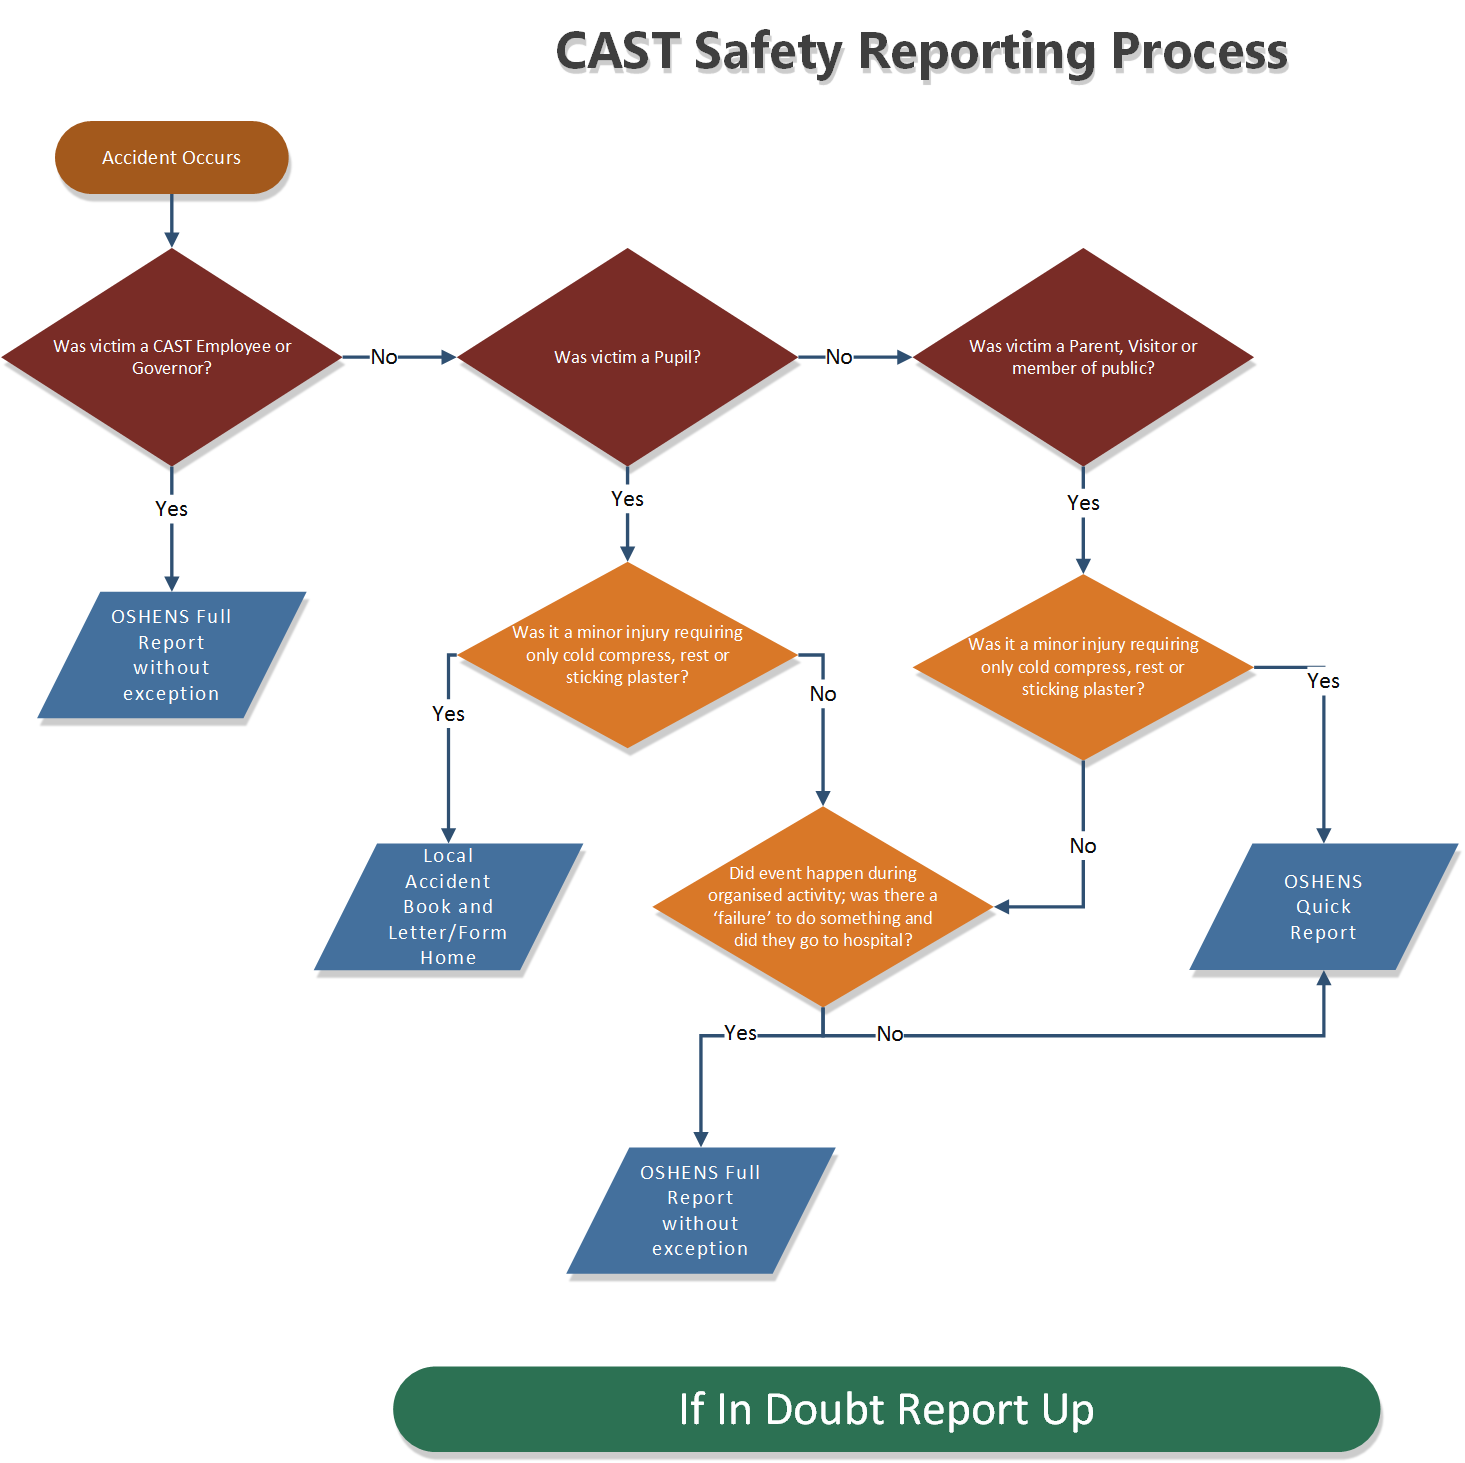 CAST Safety Reporting Process
Accident Occurs
Was victim a CAST Employee or
Governor?
No
Was victim a Pupil?
No
Was victim a Parent, Visitor or
member of public?
Yes
Yes
Yes
OSHENS Full
Report
without
exception
Was it a minor injury requiring
only cold compress, rest or
sticking plaster?
Was it a minor injury requiring
only cold compress, rest or
sticking plaster?
Yes
No
Yes
No
Local
Accident
Book and
Letter/Form
Home
Did event happen during
organised activity; was there a
‘failure’ to do something and
did they go to hospital?
OSHENS
Quick
Report
Yes
No
OSHENS Full
Report
without
exception
If In Doubt Report Up